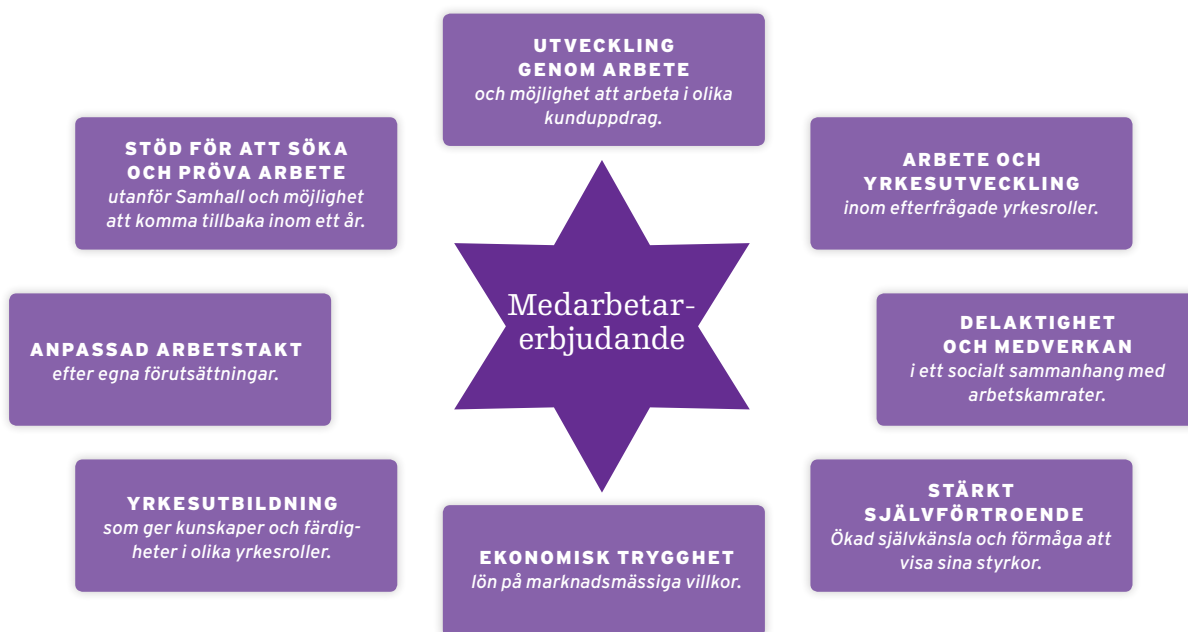 UTVECKLING
GENOM ARBETE
och möjlighet att arbeta i olika
kunduppdrag.
STÖD FÖR ATT SÖKA
OCH PRÖVA ARBETE
utanför Samhall och möjlighet
att komma tillbaka inom ett år.
ARBETE OCH
YRKESUTVECKLING
inom efterfrågade yrkesroller.
Medarbetar-
erbjudande
ANPASSAD ARBETSTAKT
efter egna förutsättningar.
DELAKTIGHET
OCH MEDVERKAN
i ett socialt sammanhang med
arbetskamrater.
YRKESUTBILDNING
som ger kunskaper och färdig-
heter i olika yrkesroller.
EKONOMISK TRYGGHET
lön på marknadsmässiga villkor.
STÄRKT
SJÄLVFÖRTROENDE
Ökad självkänsla och förmåga att
visa sina styrkor.